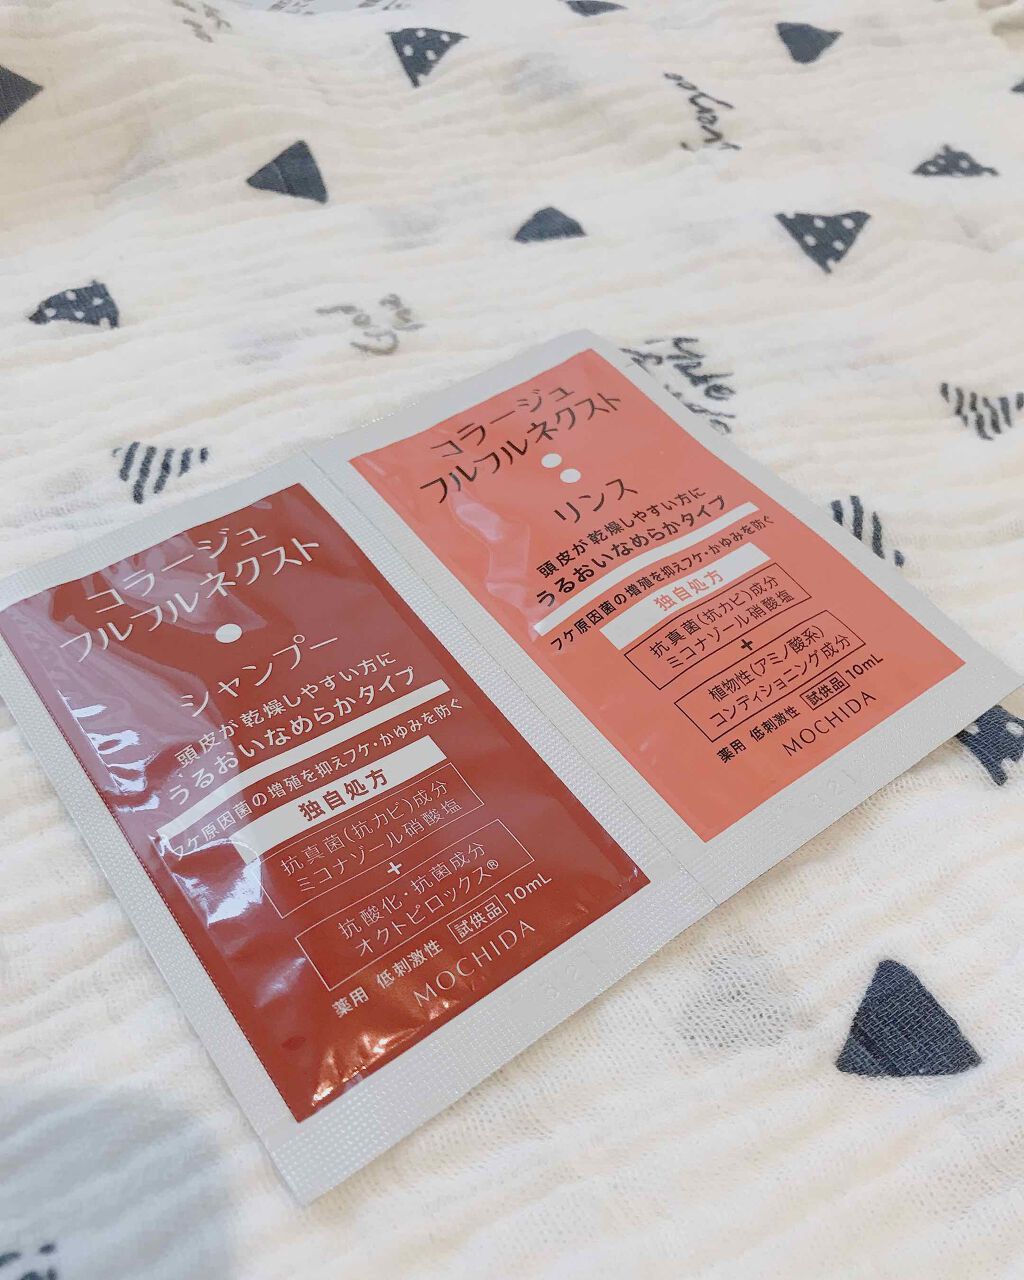 コラージュ
フルフルネクスト
シャンプー
頭皮が乾燥しやすい方に
うるおいなめらかタイプ
フケ原因菌の増殖を抑えフケ・かゆみを防ぐ
独自処方
抗真菌(抗カビ)成分
ミコナゾール硝酸塩
+
抗酸化・抗菌成分
オクトピロックス®
薬用 低刺激性 試供品 10mL
MOCHIDA
コラージュ
フルフルネクスト
リンス
頭皮が乾燥しやすい方に
うるおいなめらかタイプ
フケ原因菌の増殖を抑えフケ・かゆみを防ぐ
独自処方
抗真菌(抗カビ)成分
ミコナゾール硝酸塩
+
植物性(アミノ酸系)
コンディショニング成分
薬用 低刺激性 試供品 10mL
MOCHIDA